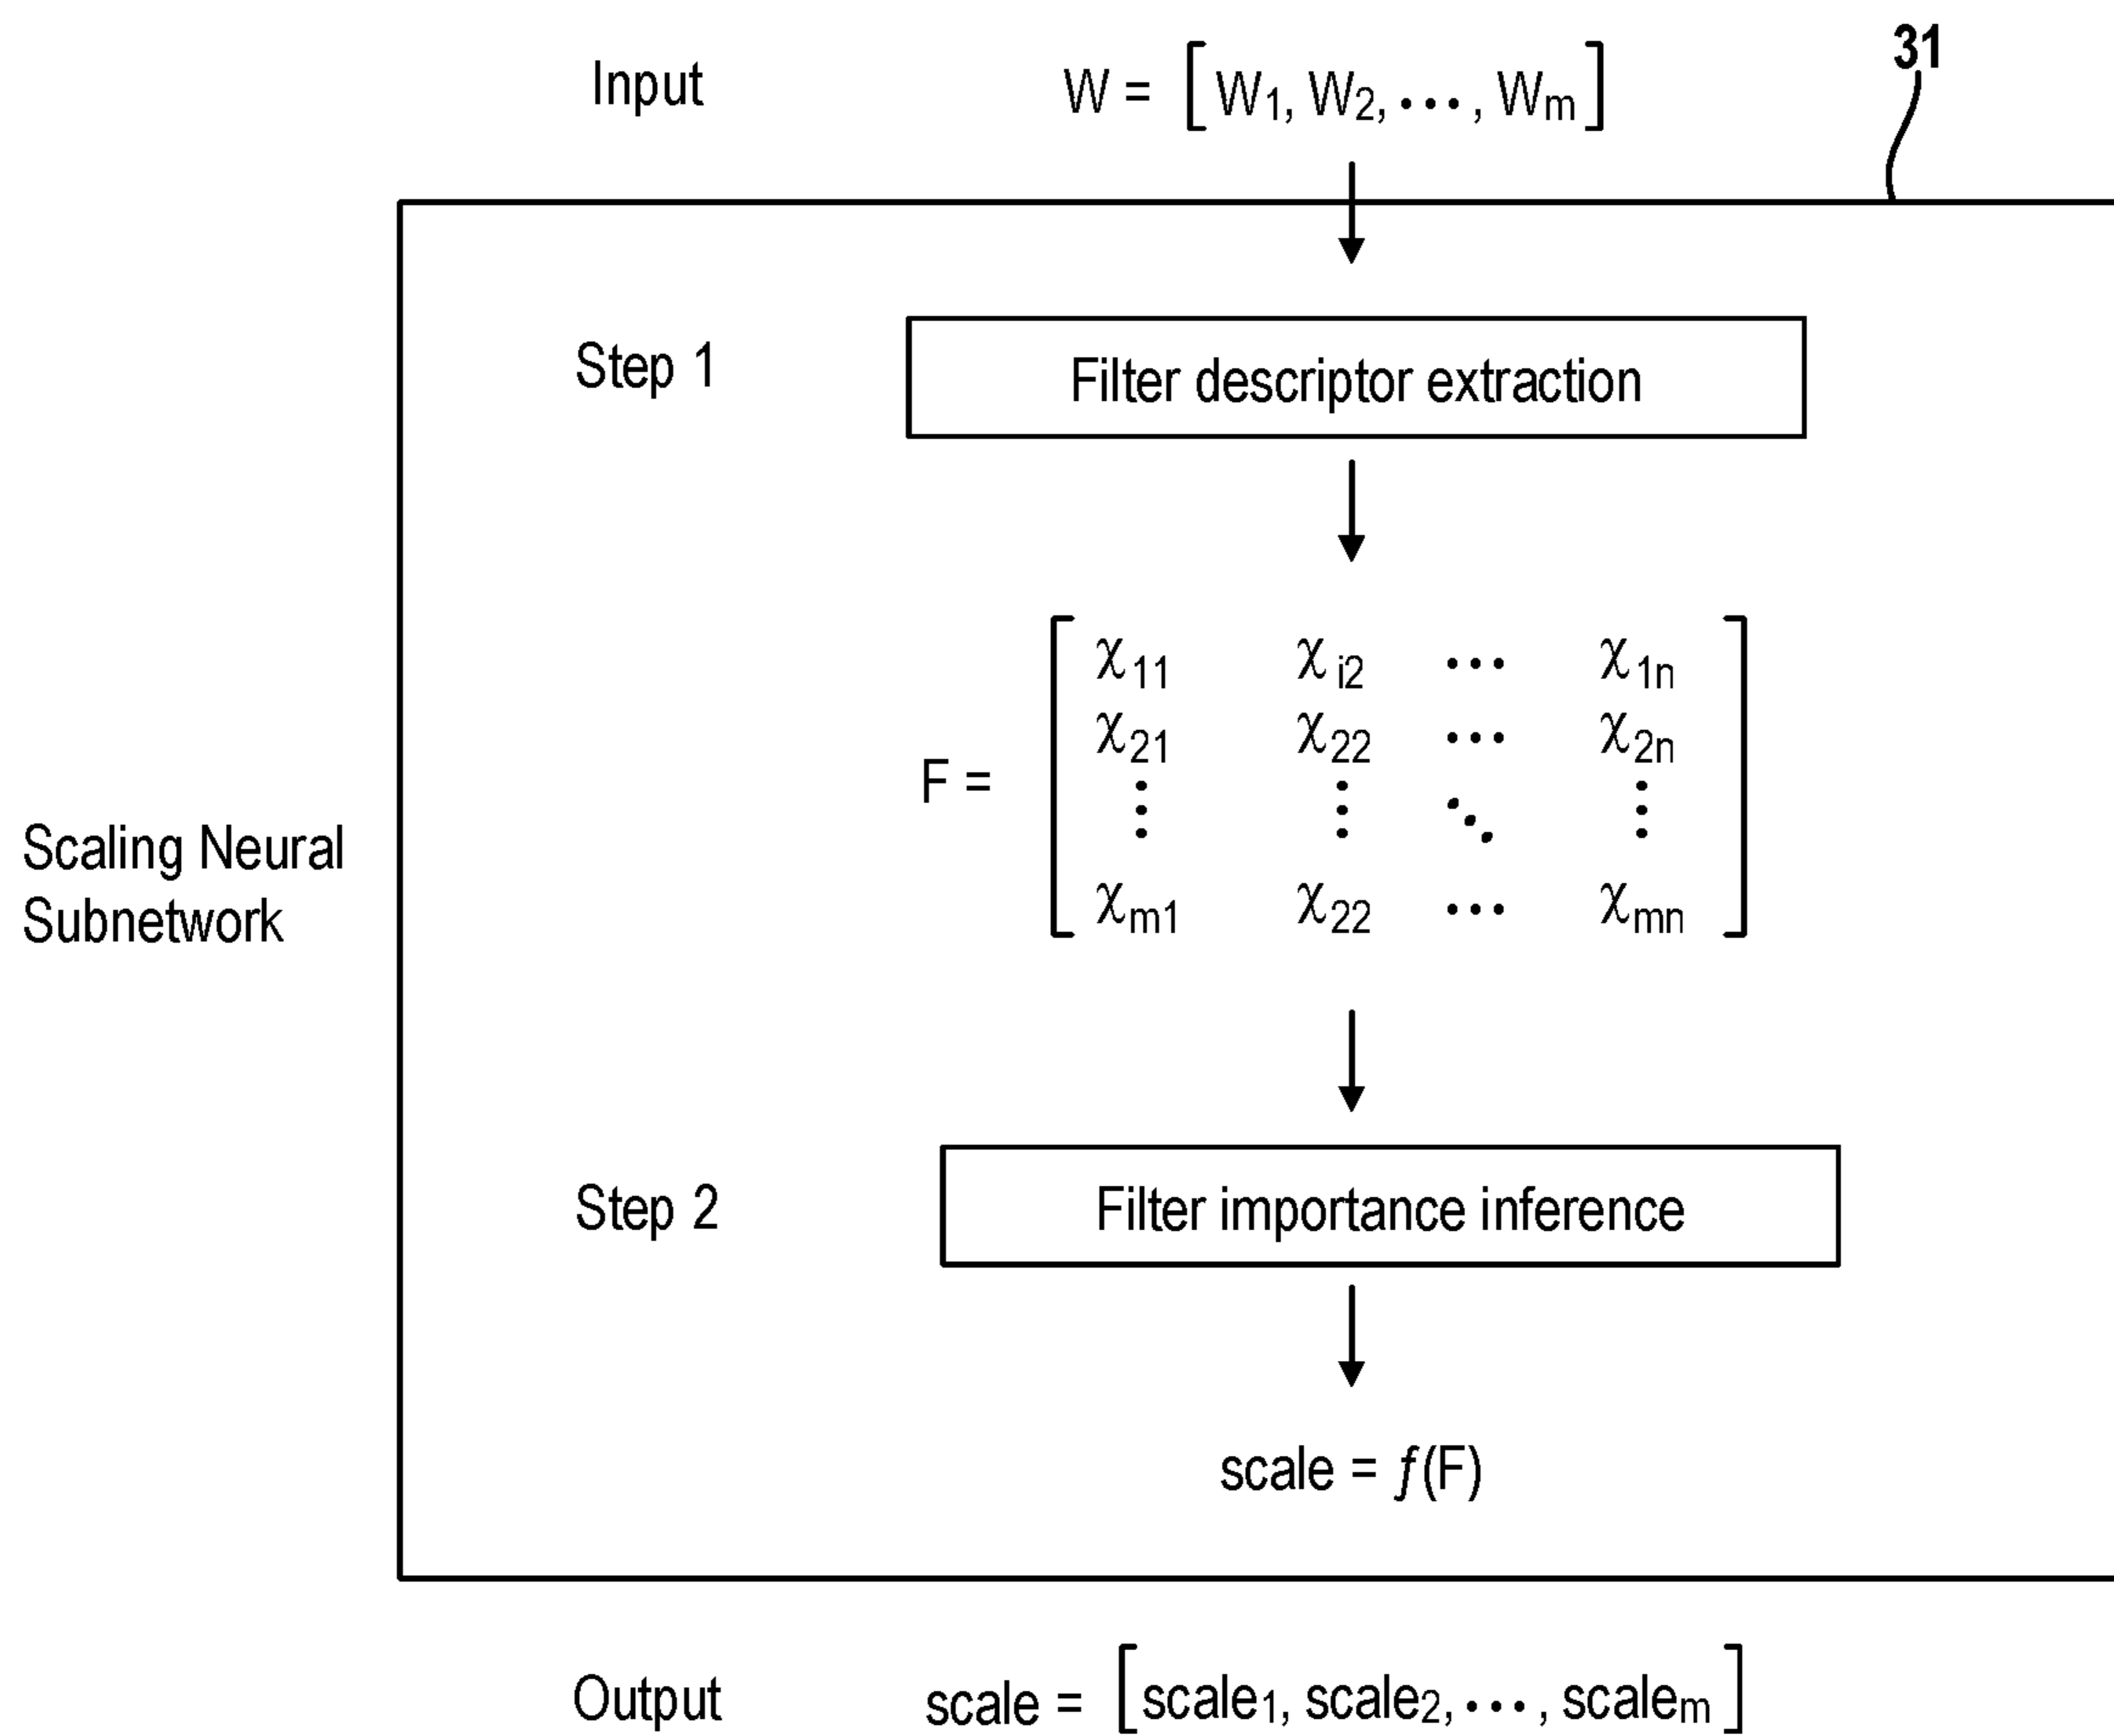 Input W = [W1, W2, •••, Wm] 31
Step 1 Filter descriptor extraction
χ11 χi2 ••• χ1n
χ21 χ22 ••• χ2n
F =
⋮ ⋮ ⋱ ⋮
Scaling Neural
Subnetwork
χm1 χ22 ••• χmn
Step 2 Filter importance inference
scale = ƒ(F)
Output scale = [scale1, scale2, •••, scalem]